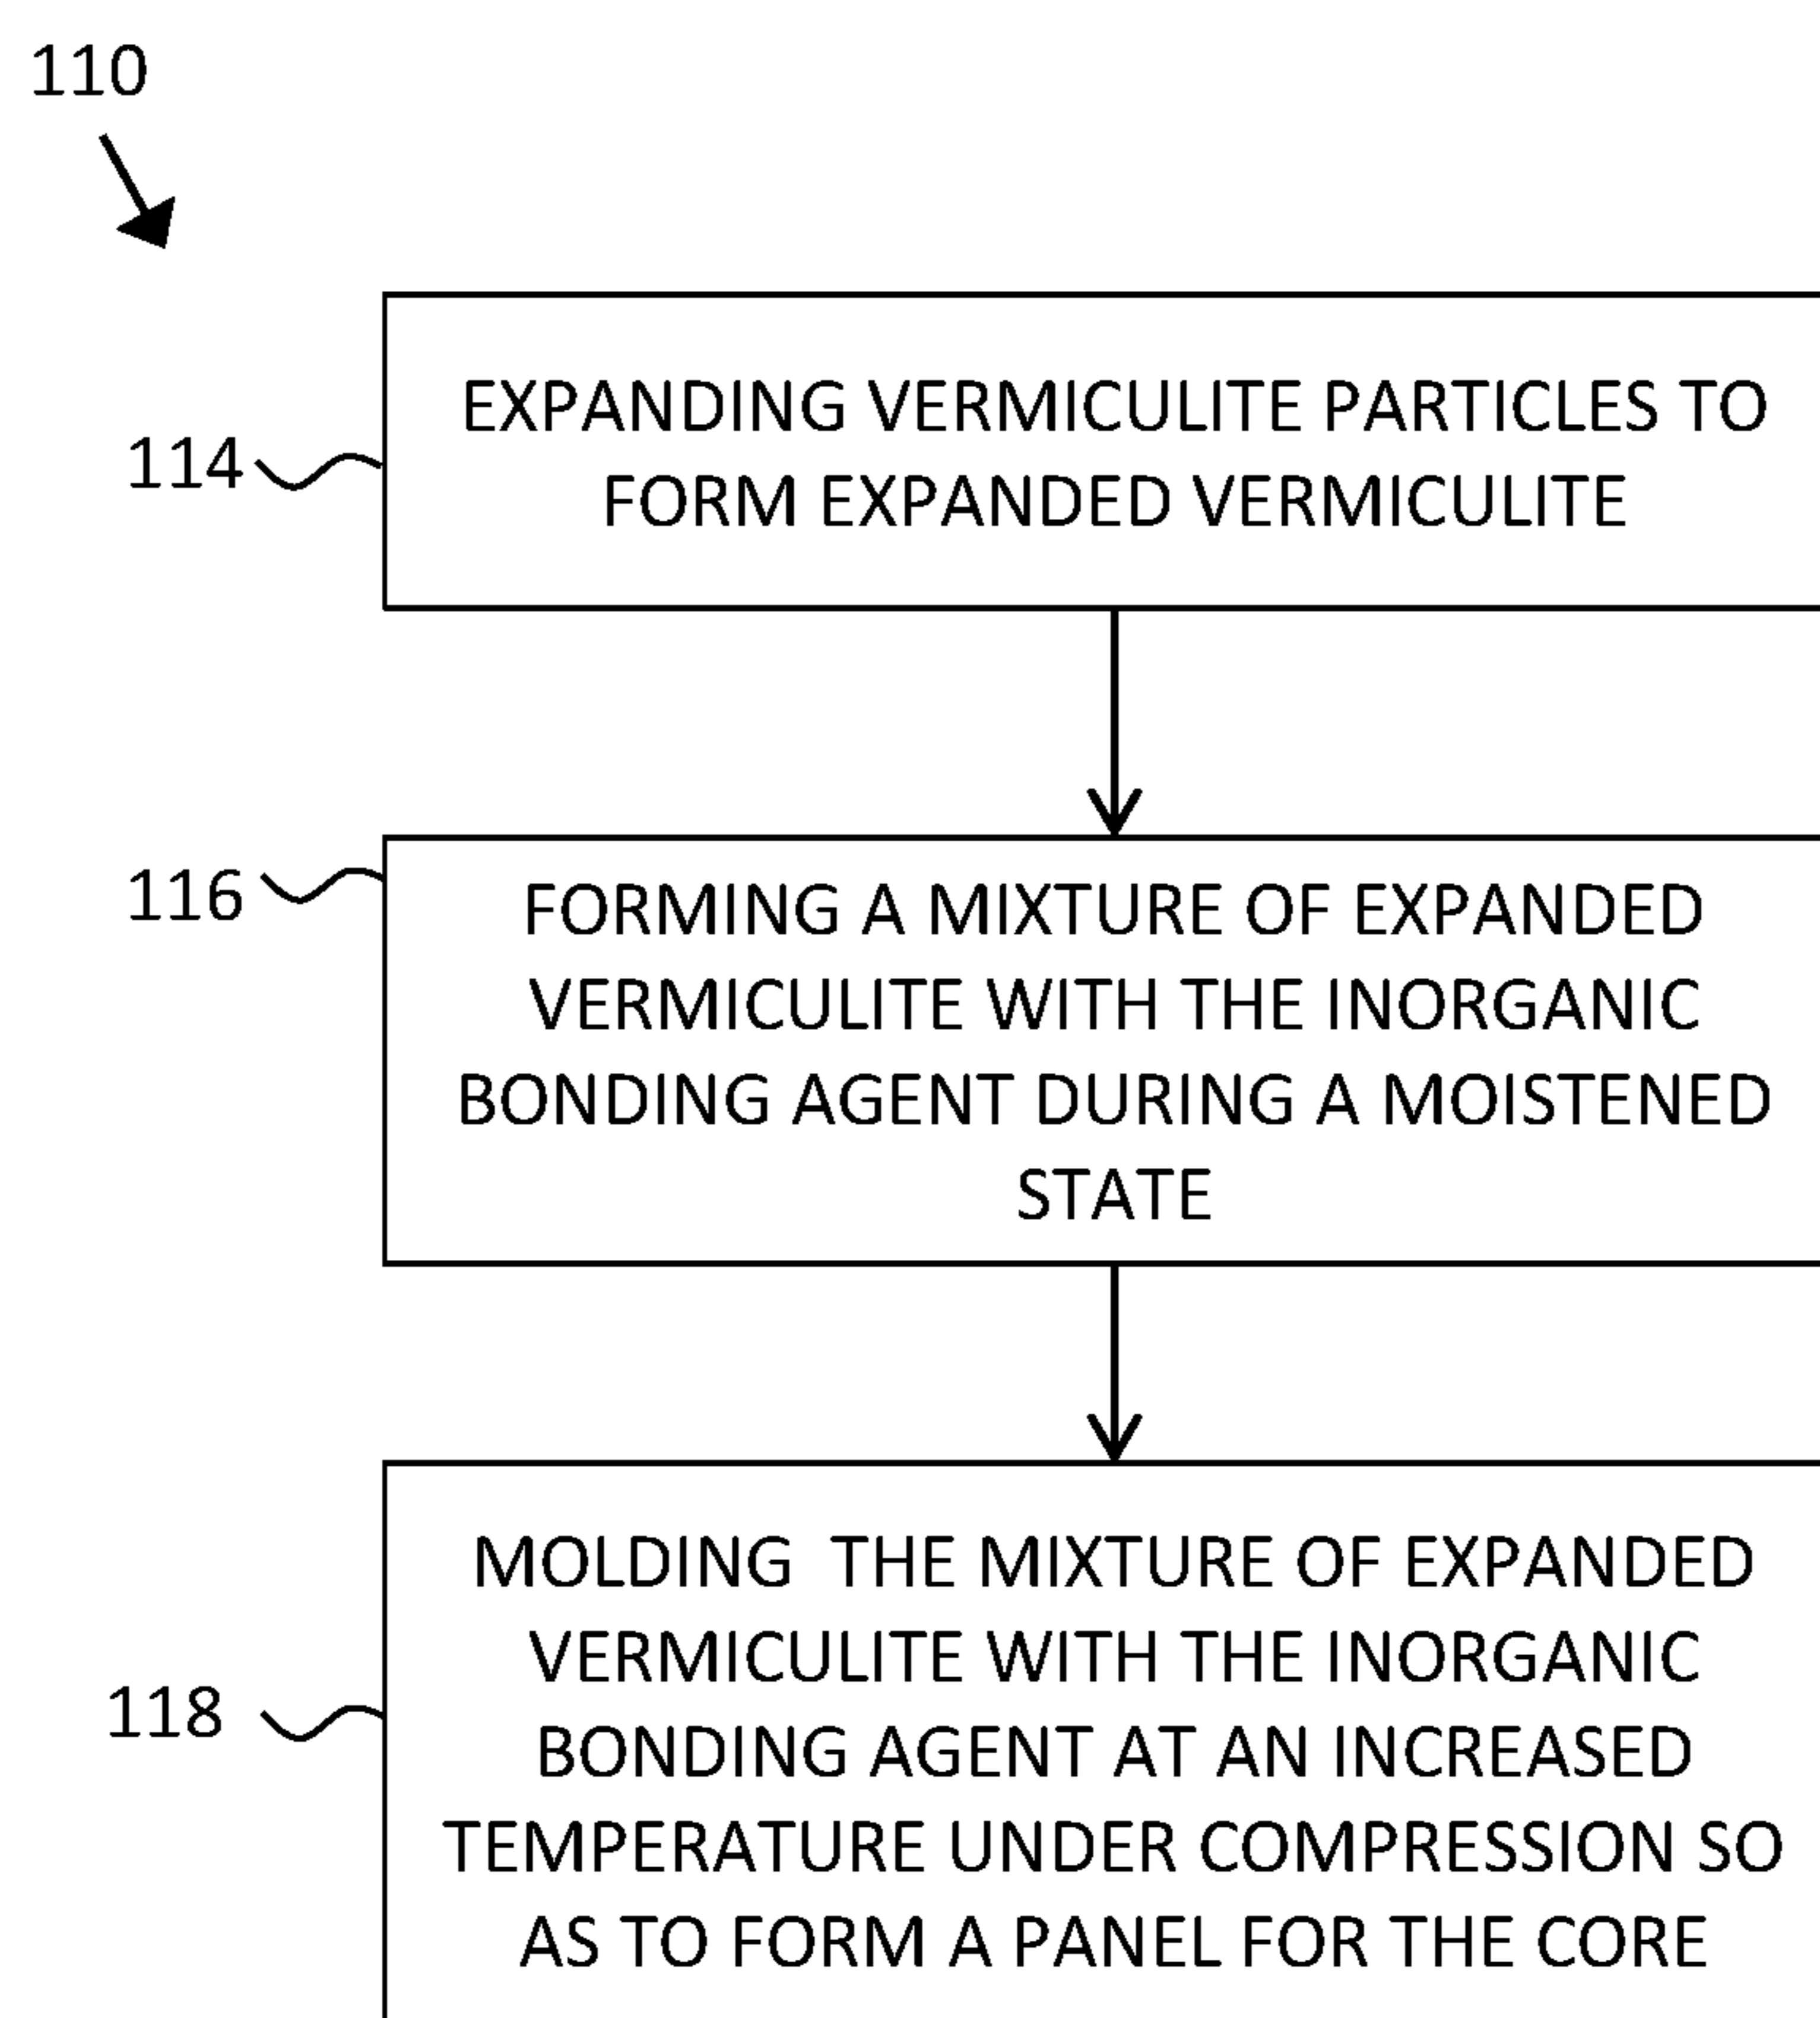 110
114
EXPANDING VERMICULITE PARTICLES TO
FORM EXPANDED VERMICULITE
116
FORMING A MIXTURE OF EXPANDED
VERMICULITE WITH THE INORGANIC
BONDING AGENT DURING A MOISTENED
STATE
118
MOLDING THE MIXTURE OF EXPANDED
VERMICULITE WITH THE INORGANIC
BONDING AGENT AT AN INCREASED
TEMPERATURE UNDER COMPRESSION SO
AS TO FORM A PANEL FOR THE CORE